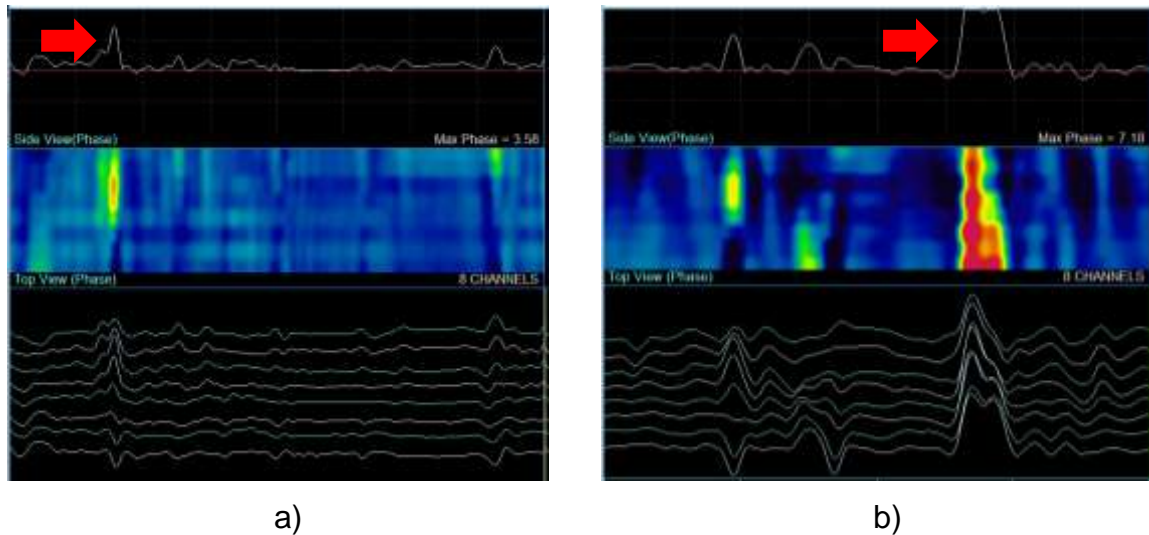 Side View(Phase) Max Phase = 3.58
Top View (Phase) 8 CHANNELS
Side View(Phase) Max Phase = 7.18
Top View (Phase) 8 CHANNELS
a) b)